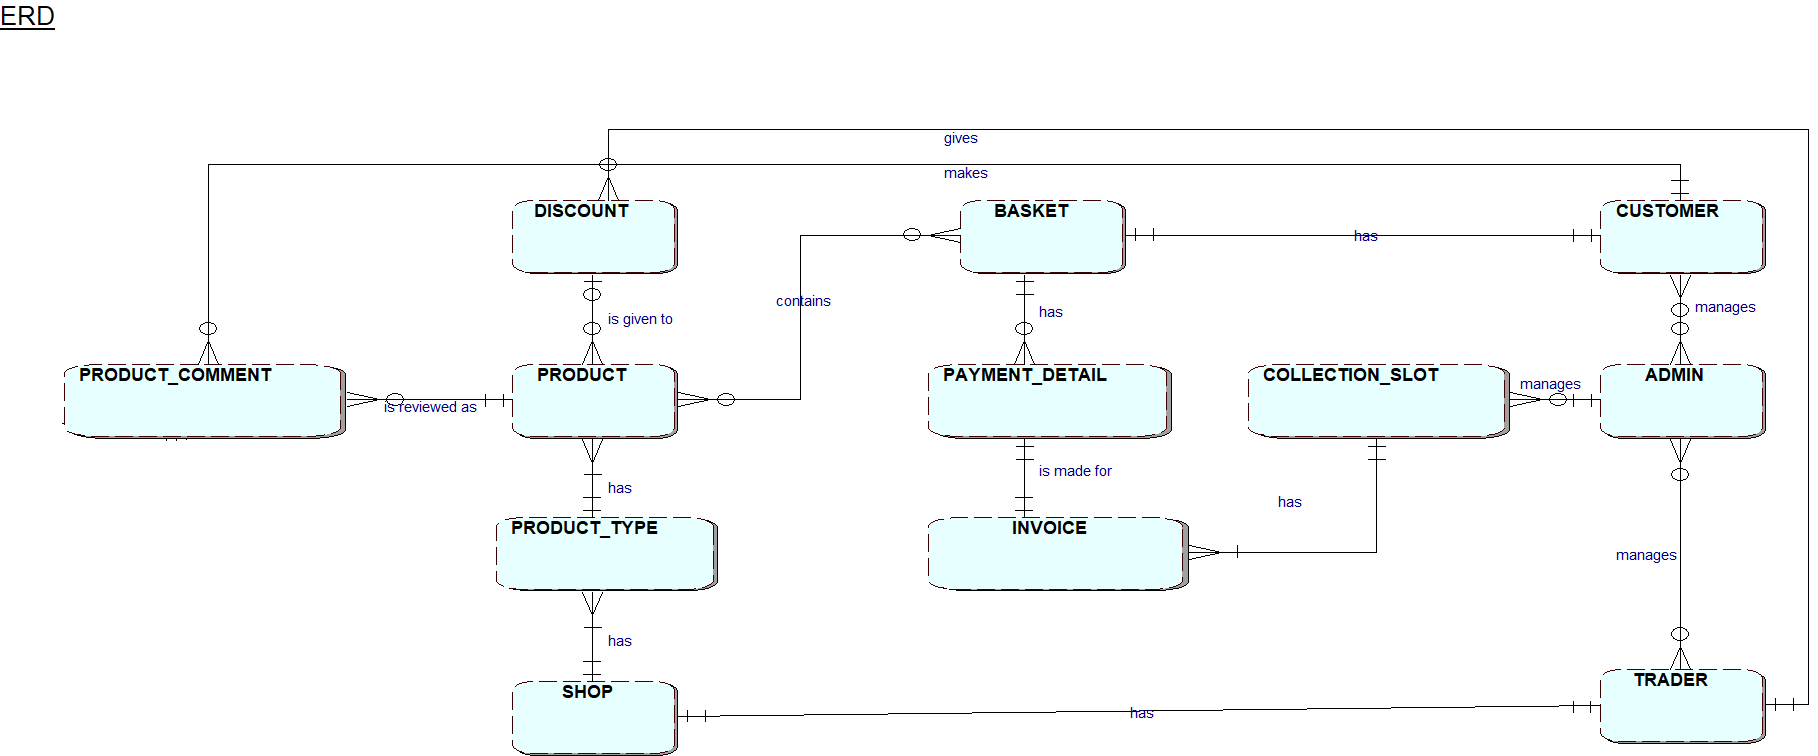 ERD
gives
makes
DISCOUNT
BASKET
CUSTOMER
has
contains
manages
has
is given to
PRODUCT_COMMENT
PRODUCT
PAYMENT_DETAIL
COLLECTION_SLOT
ADMIN
manages
is reviewed as
is made for
has
has
PRODUCT_TYPE
INVOICE
manages
has
SHOP
TRADER
has